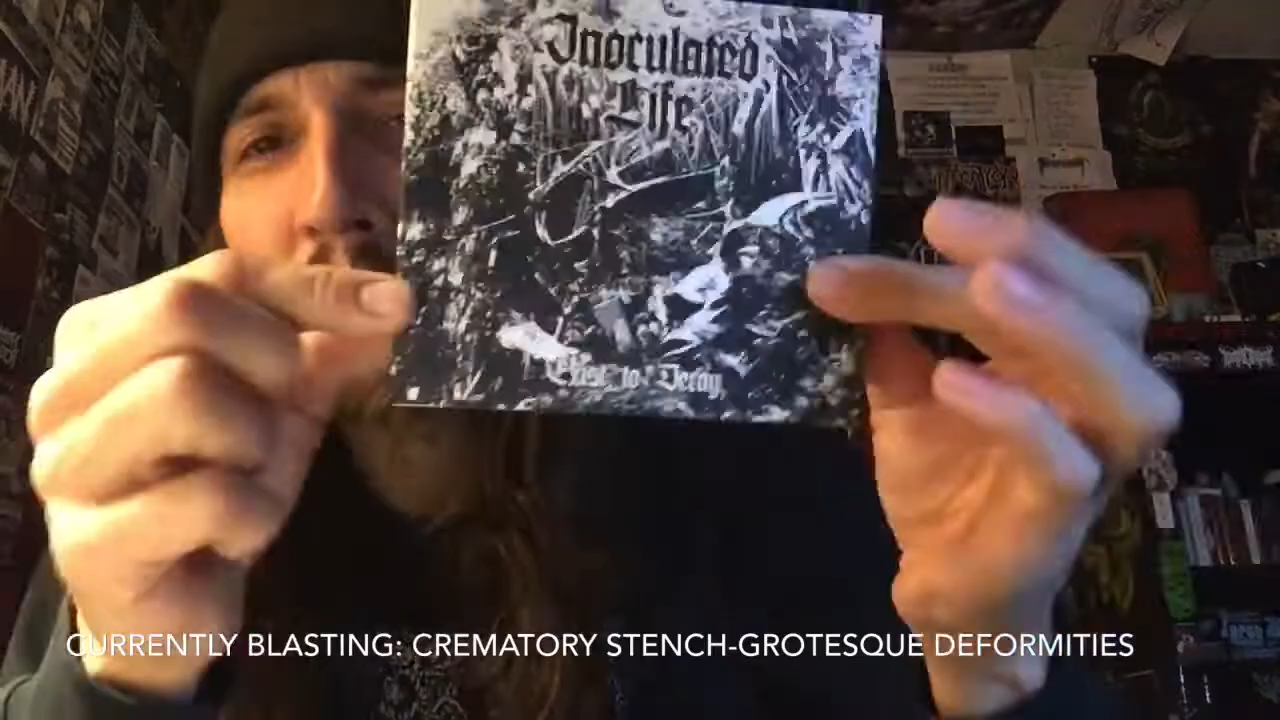 Inoculated
Life
Exist to Decay
CURRENTLY BLASTING: CREMATORY STENCH-GROTESQUE DEFORMITIES